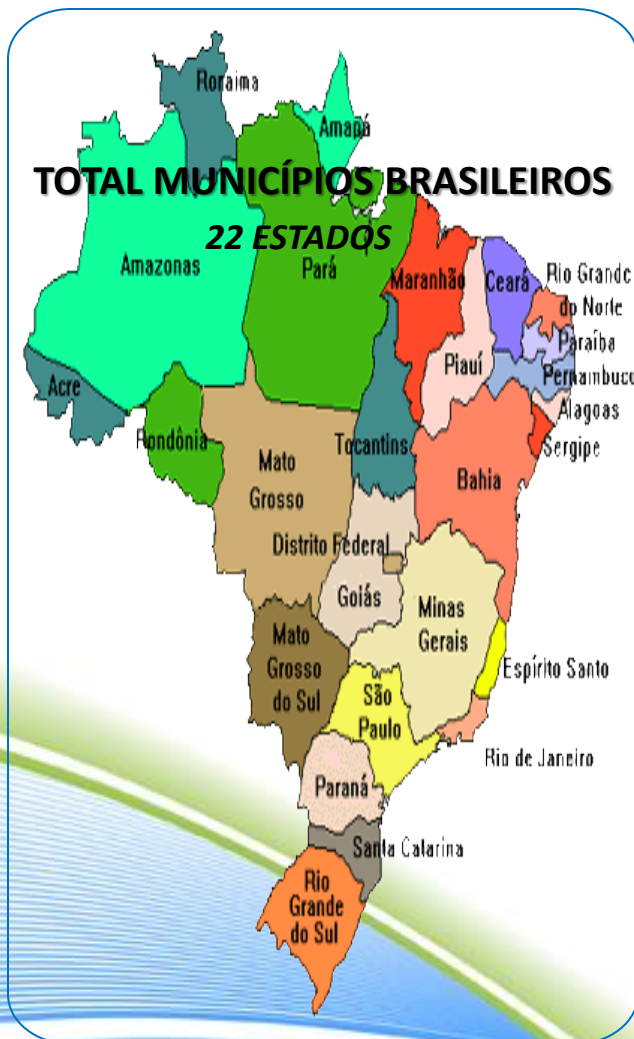 Roraima
Amapá
TOTAL MUNICÍPIOS BRASILEIROS
22 ESTADOS
Amazonas
Pará
Maranhão
Ceará
Rio Grande
do Norte
Paraíba
Piauí
Pernambuco
Acre
Alagoas
Rondônia
Tocantins
Sergipe
Mato
Grosso
Bahia
Distrito Federal
Goiás
Minas
Gerais
Mato
Grosso
do Sul
Espírito Santo
São
Paulo
Rio de Janeiro
Paraná
Santa Catarina
Rio
Grande
do Sul